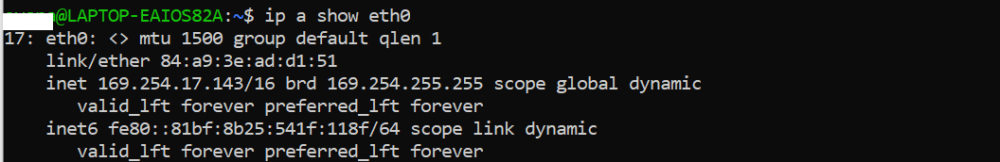 @LAPTOP-EAIOS82A:~$ ip a show eth0
17: eth0: <> mtu 1500 group default qlen 1
link/ether 84:a9:3e:ad:d1:51
inet 169.254.17.143/16 brd 169.254.255.255 scope global dynamic
valid_lft forever preferred_lft forever
inet6 fe80::81bf:8b25:541f:118f/64 scope link dynamic
valid_lft forever preferred_lft forever